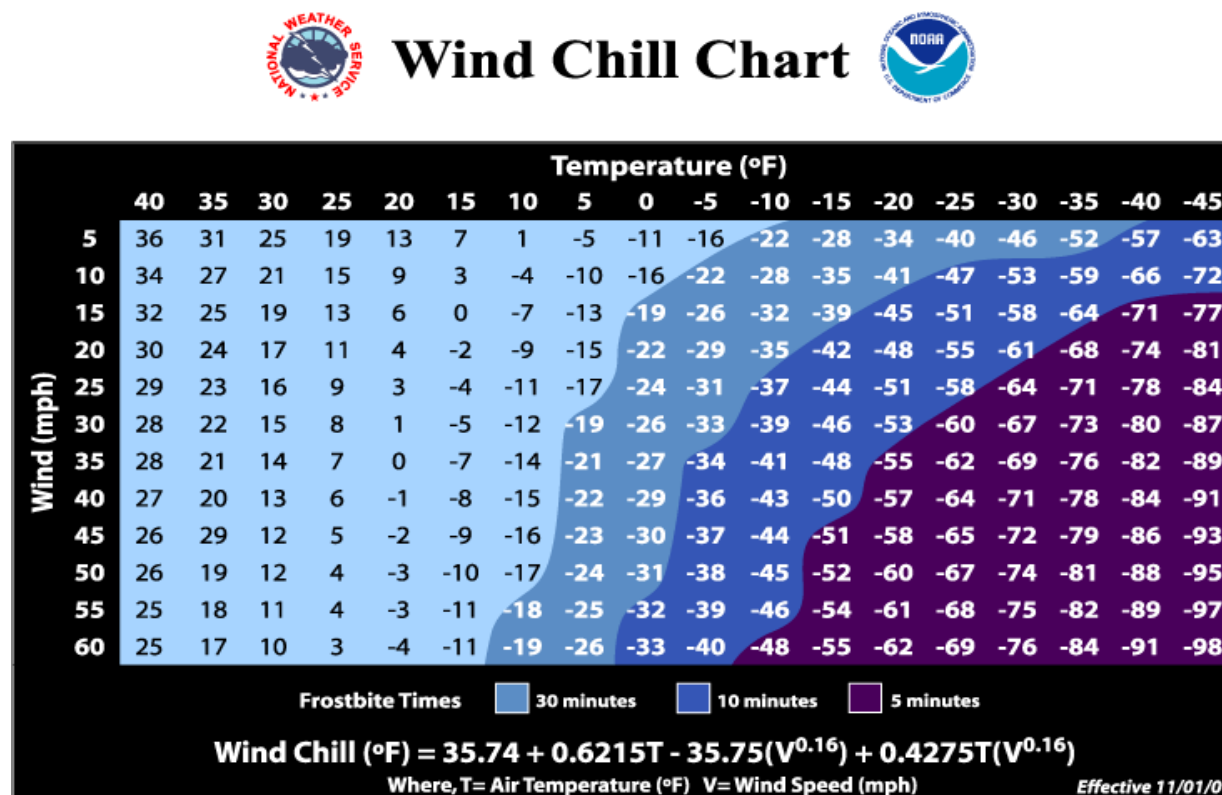 NATIONAL WEATHER SERVICE
Wind Chill Chart
NOAA
NATIONAL OCEANIC AND ATMOSPHERIC ADMINISTRATION
U.S. DEPARTMENT OF COMMERCE
Temperature (ºF)
40 35 30 25 20 15 10 5 0 -5 -10 -15 -20 -25 -30 -35 -40 -45
Wind (mph)
5 36 31 25 19 13 7 1 -5 -11 -16 -22 -28 -34 -40 -46 -52 -57 -63
10 34 27 21 15 9 3 -4 -10 -16 -22 -28 -35 -41 -47 -53 -59 -66 -72
15 32 25 19 13 6 0 -7 -13 -19 -26 -32 -39 -45 -51 -58 -64 -71 -77
20 30 24 17 11 4 -2 -9 -15 -22 -29 -35 -42 -48 -55 -61 -68 -74 -81
25 29 23 16 9 3 -4 -11 -17 -24 -31 -37 -44 -51 -58 -64 -71 -78 -84
30 28 22 15 8 1 -5 -12 -19 -26 -33 -39 -46 -53 -60 -67 -73 -80 -87
35 28 21 14 7 0 -7 -14 -21 -27 -34 -41 -48 -55 -62 -69 -76 -82 -89
40 27 20 13 6 -1 -8 -15 -22 -29 -36 -43 -50 -57 -64 -71 -78 -84 -91
45 26 29 12 5 -2 -9 -16 -23 -30 -37 -44 -51 -58 -65 -72 -79 -86 -93
50 26 19 12 4 -3 -10 -17 -24 -31 -38 -45 -52 -60 -67 -74 -81 -88 -95
55 25 18 11 4 -3 -11 -18 -25 -32 -39 -46 -54 -61 -68 -75 -82 -89 -97
60 25 17 10 3 -4 -11 -19 -26 -33 -40 -48 -55 -62 -69 -76 -84 -91 -98
Frostbite Times 30 minutes 10 minutes 5 minutes
Wind Chill (ºF) = 35.74 + 0.6215T - 35.75(V^0.16) + 0.4275T(V^0.16)
Where, T= Air Temperature (ºF) V= Wind Speed (mph)
Effective 11/01/0